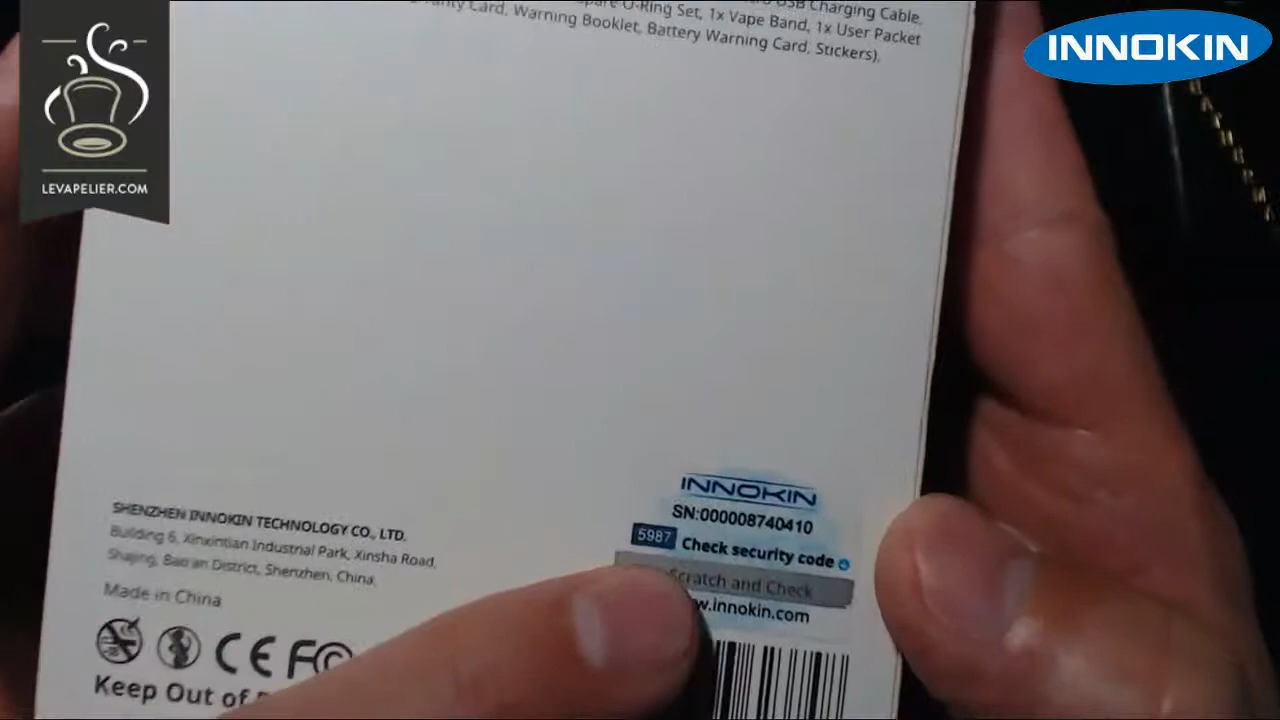 USB Charging Cable,
O-Ring Set, 1x Vape Band, 1x User Packet
Card, Warning Booklet, Battery Warning Card, Stickers).
INNOKIN
LEVAPELIER.COM
INNOKIN
SN:000008740410
5987 Check security code
Scratch and Check
w.innokin.com
SHENZHEN INNOKIN TECHNOLOGY CO., LTD.
Building 6, Xinxintian Industrial Park, Xinsha Road,
Shajing, Bao'an District, Shenzhen, China.
Made in China
CE FC
Keep Out of